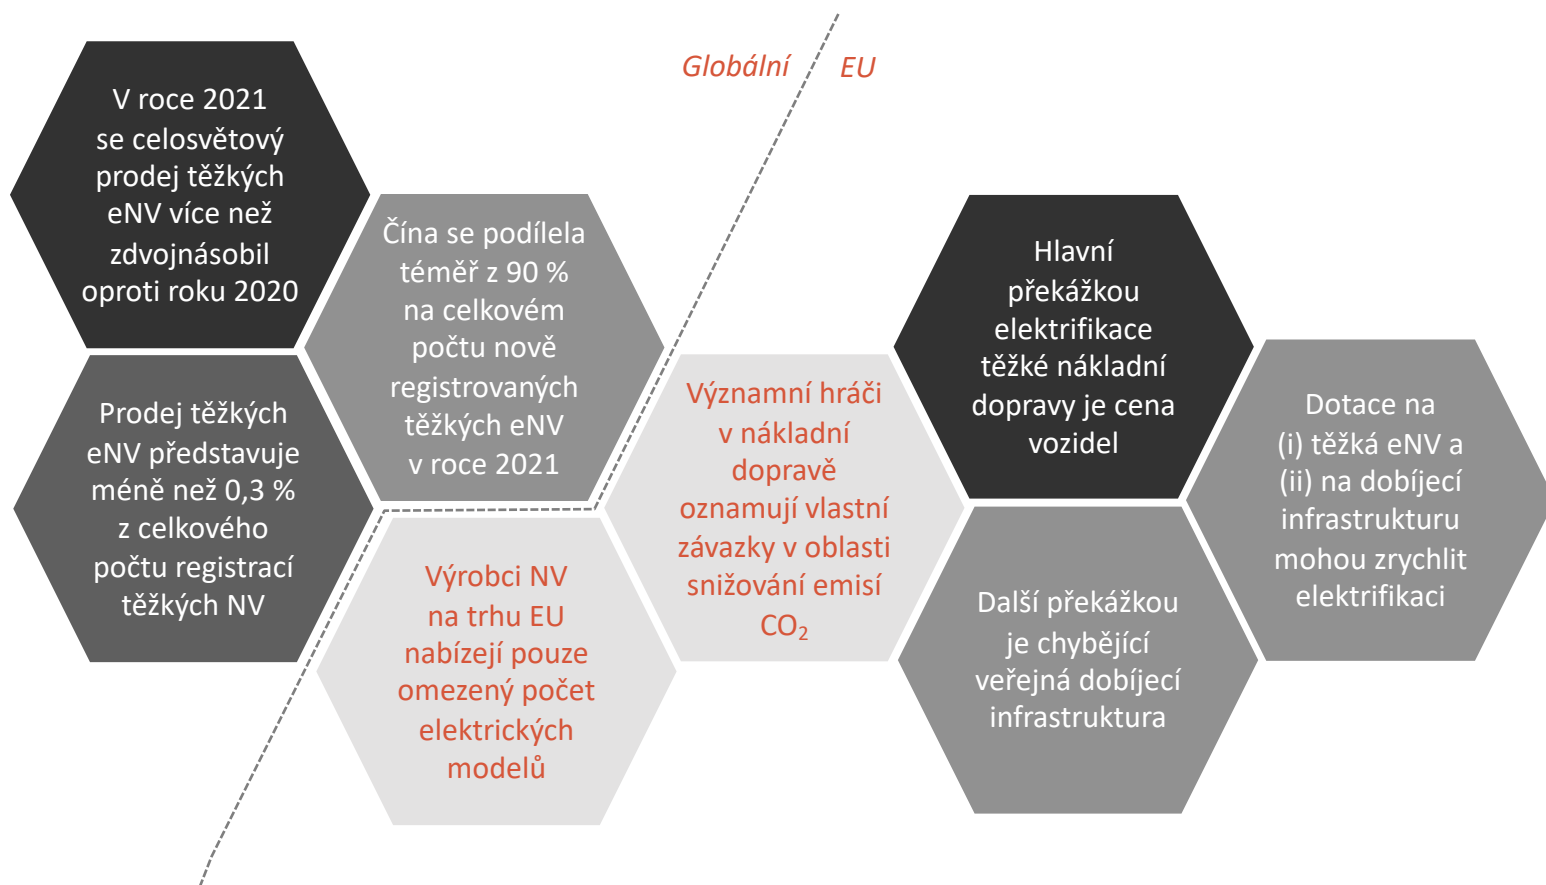 Globální
EU
V roce 2021
se celosvětový
prodej těžkých
eNV více než
zdvojnásobil
oproti roku 2020
Prodej těžkých
eNV představuje
méně než 0,3 %
z celkového
počtu registrací
těžkých NV
Čína se podílela
téměř z 90 %
na celkovém
počtu nově
registrovaných
těžkých eNV
v roce 2021
Výrobci NV
na trhu EU
nabízejí pouze
omezený počet
elektrických
modelů
Významní hráči
v nákladní
dopravě
oznamují vlastní
závazky v oblasti
snižování emisí
CO₂
Hlavní
překážkou
elektrifikace
těžké nákladní
dopravy je cena
vozidel
Další překážkou
je chybějící
veřejná dobíjecí
infrastruktura
Dotace na
(i) těžká eNV a
(ii) na dobíjecí
infrastrukturu
mohou zrychlit
elektrifikaci